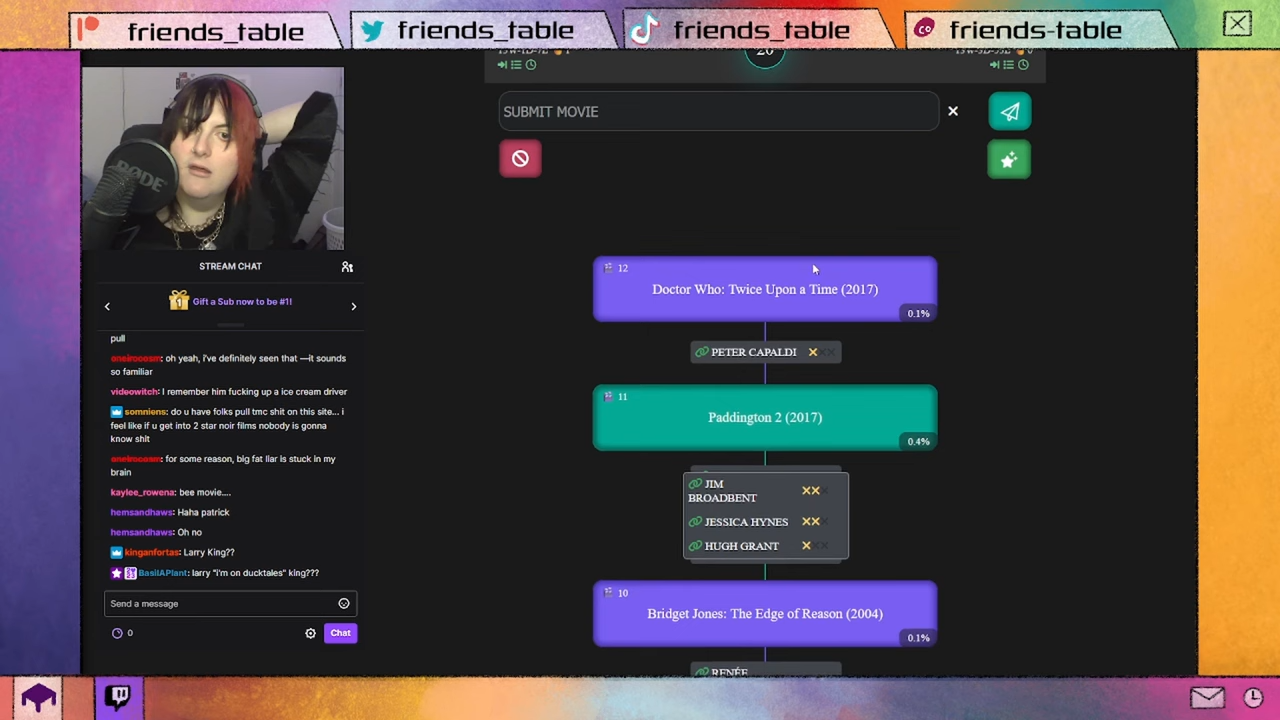 friends_table
friends_table
friends_table
friends-table
20
SUBMIT MOVIE
RØDE
STREAM CHAT
Gift a Sub now to be #1!
pull
oneirocosm: oh yeah, i've definitely seen that —it sounds
so familiar
videowitch: I remember him fucking up a ice cream driver
somniens: do u have folks pull tmc shit on this site... i
feel like if u get into 2 star noir films nobody is gonna
know shit
oneirocosm: for some reason, big fat liar is stuck in my
brain
kaylee_rowena: bee movie....
hemsandhaws: Haha patrick
hemsandhaws: Oh no
kinganfortas: Larry King??
BasilAPlant: larry "i'm on ducktales" king???
Send a message
0
Chat
12
Doctor Who: Twice Upon a Time (2017)
0.1%
PETER CAPALDI
11
Paddington 2 (2017)
0.4%
JIM
BROADBENT
JESSICA HYNES
HUGH GRANT
10
Bridget Jones: The Edge of Reason (2004)
0.1%
RENÉE